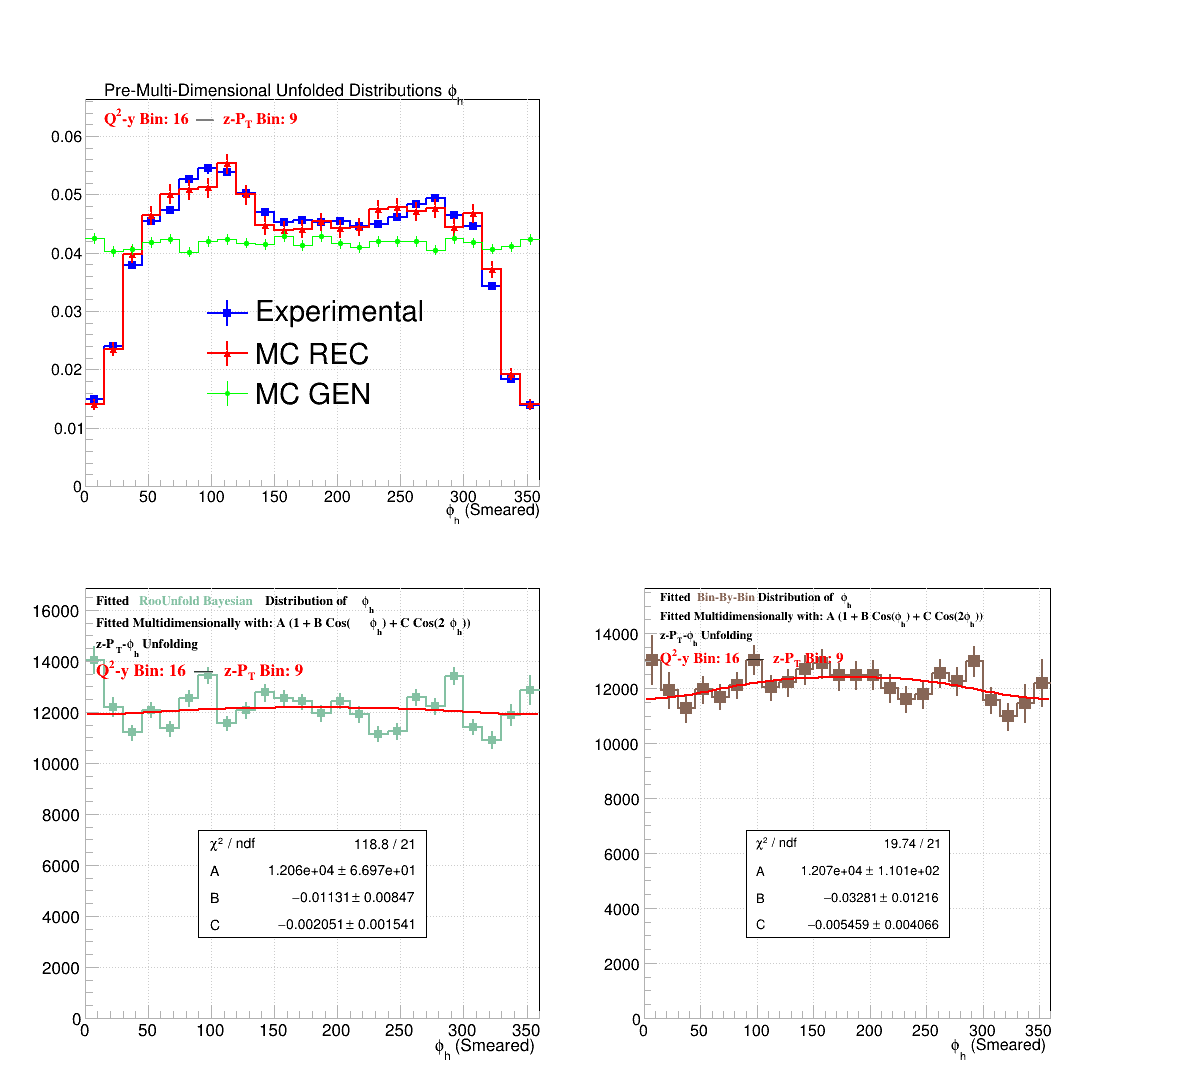 Pre-Multi-Dimensional Unfolded Distributions ϕh
Q2-y Bin: 16 — z-PT Bin: 9
0.06
0.05
0.04
0.03
0.02
0.01
0
Experimental
MC REC
MC GEN
0 50 100 150 200 250 300 350
ϕh (Smeared)
Fitted RooUnfold Bayesian Distribution of ϕh
Fitted Multidimensionally with: A (1 + B Cos( ϕh) + C Cos(2 ϕh))
z-PT-ϕh Unfolding
Q2-y Bin: 16 — z-PT Bin: 9
16000
14000
12000
10000
8000
6000
4000
2000
0
χ2 / ndf 118.8 / 21
A 1.206e+04 ± 6.697e+01
B −0.01131 ± 0.00847
C −0.002051 ± 0.001541
0 50 100 150 200 250 300 350
ϕh (Smeared)
Fitted Bin-By-Bin Distribution of ϕh
Fitted Multidimensionally with: A (1 + B Cos(ϕh) + C Cos(2ϕh))
z-PT-ϕh Unfolding
Q2-y Bin: 16 — z-PT Bin: 9
14000
12000
10000
8000
6000
4000
2000
0
χ2 / ndf 19.74 / 21
A 1.207e+04 ± 1.101e+02
B −0.03281 ± 0.01216
C −0.005459 ± 0.004066
0 50 100 150 200 250 300 350
ϕh (Smeared)